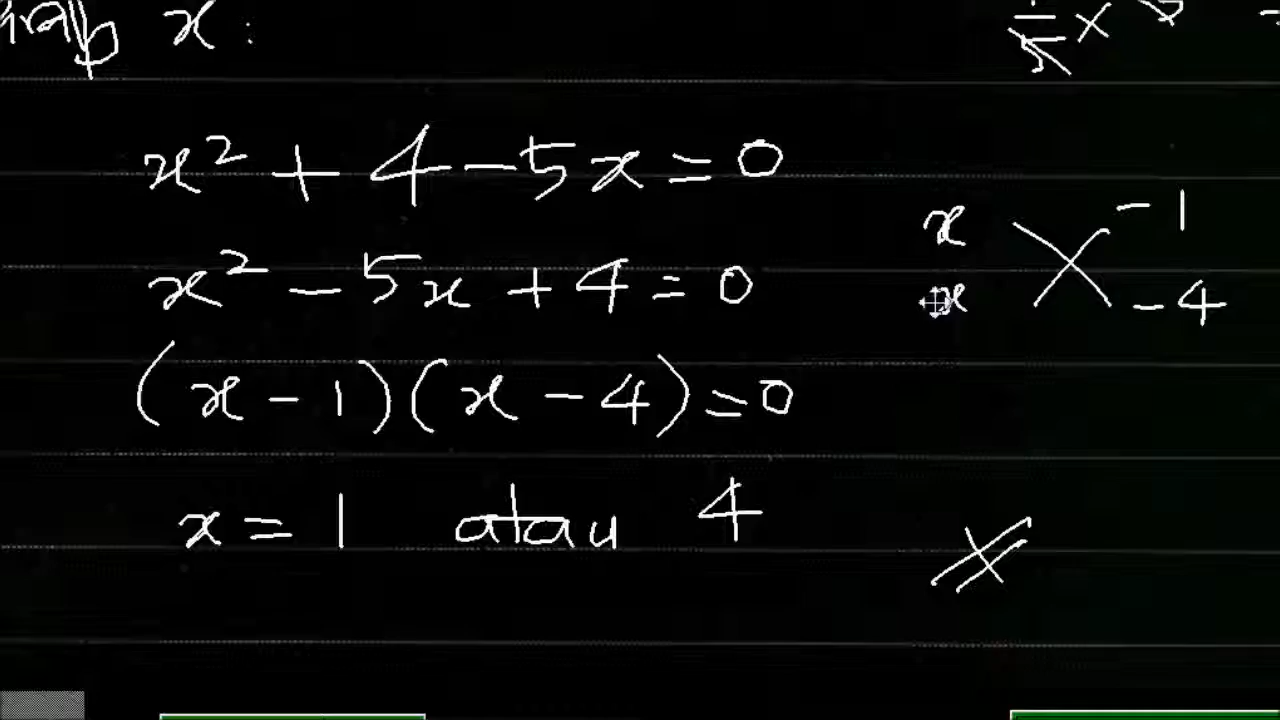 x :
x² + 4 - 5x = 0
x² - 5x + 4 = 0
(x - 1)(x - 4) = 0
x = 1 atau 4
x - 1
x - 4